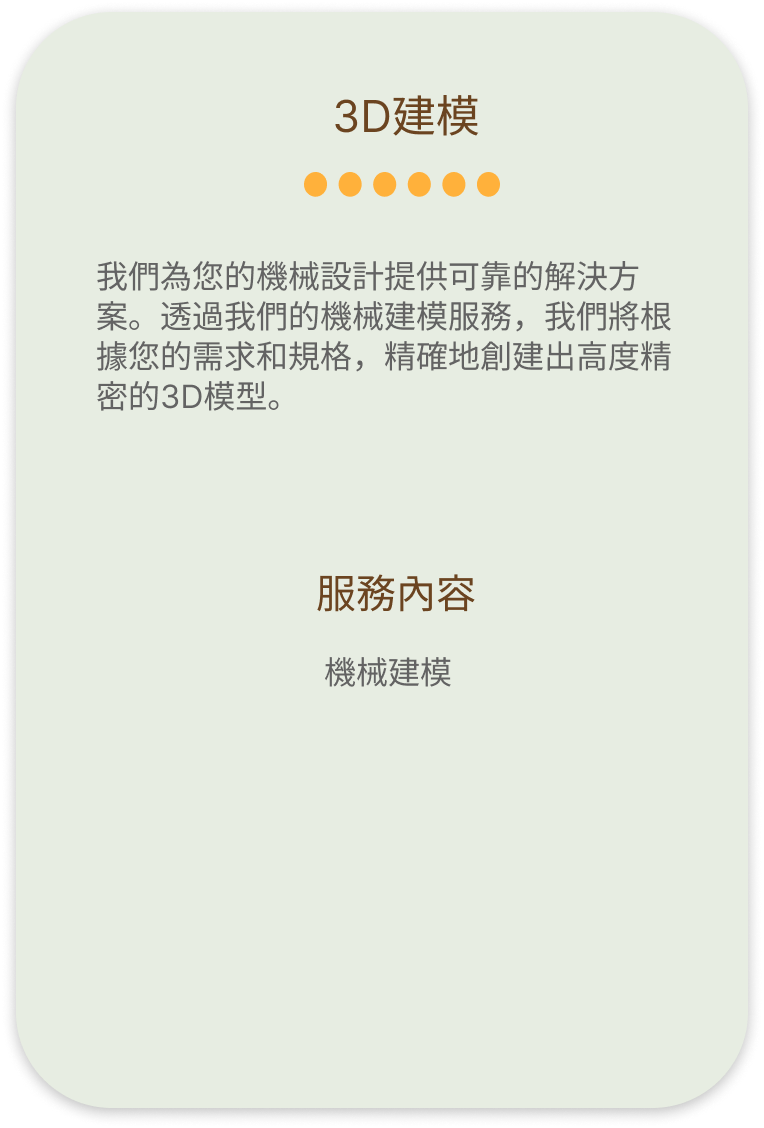 3D建模
我們為您的機械設計提供可靠的解決方
案。透過我們的機械建模服務，我們將根
據您的需求和規格，精確地創建出高度精
密的3D模型。
服務內容
機械建模